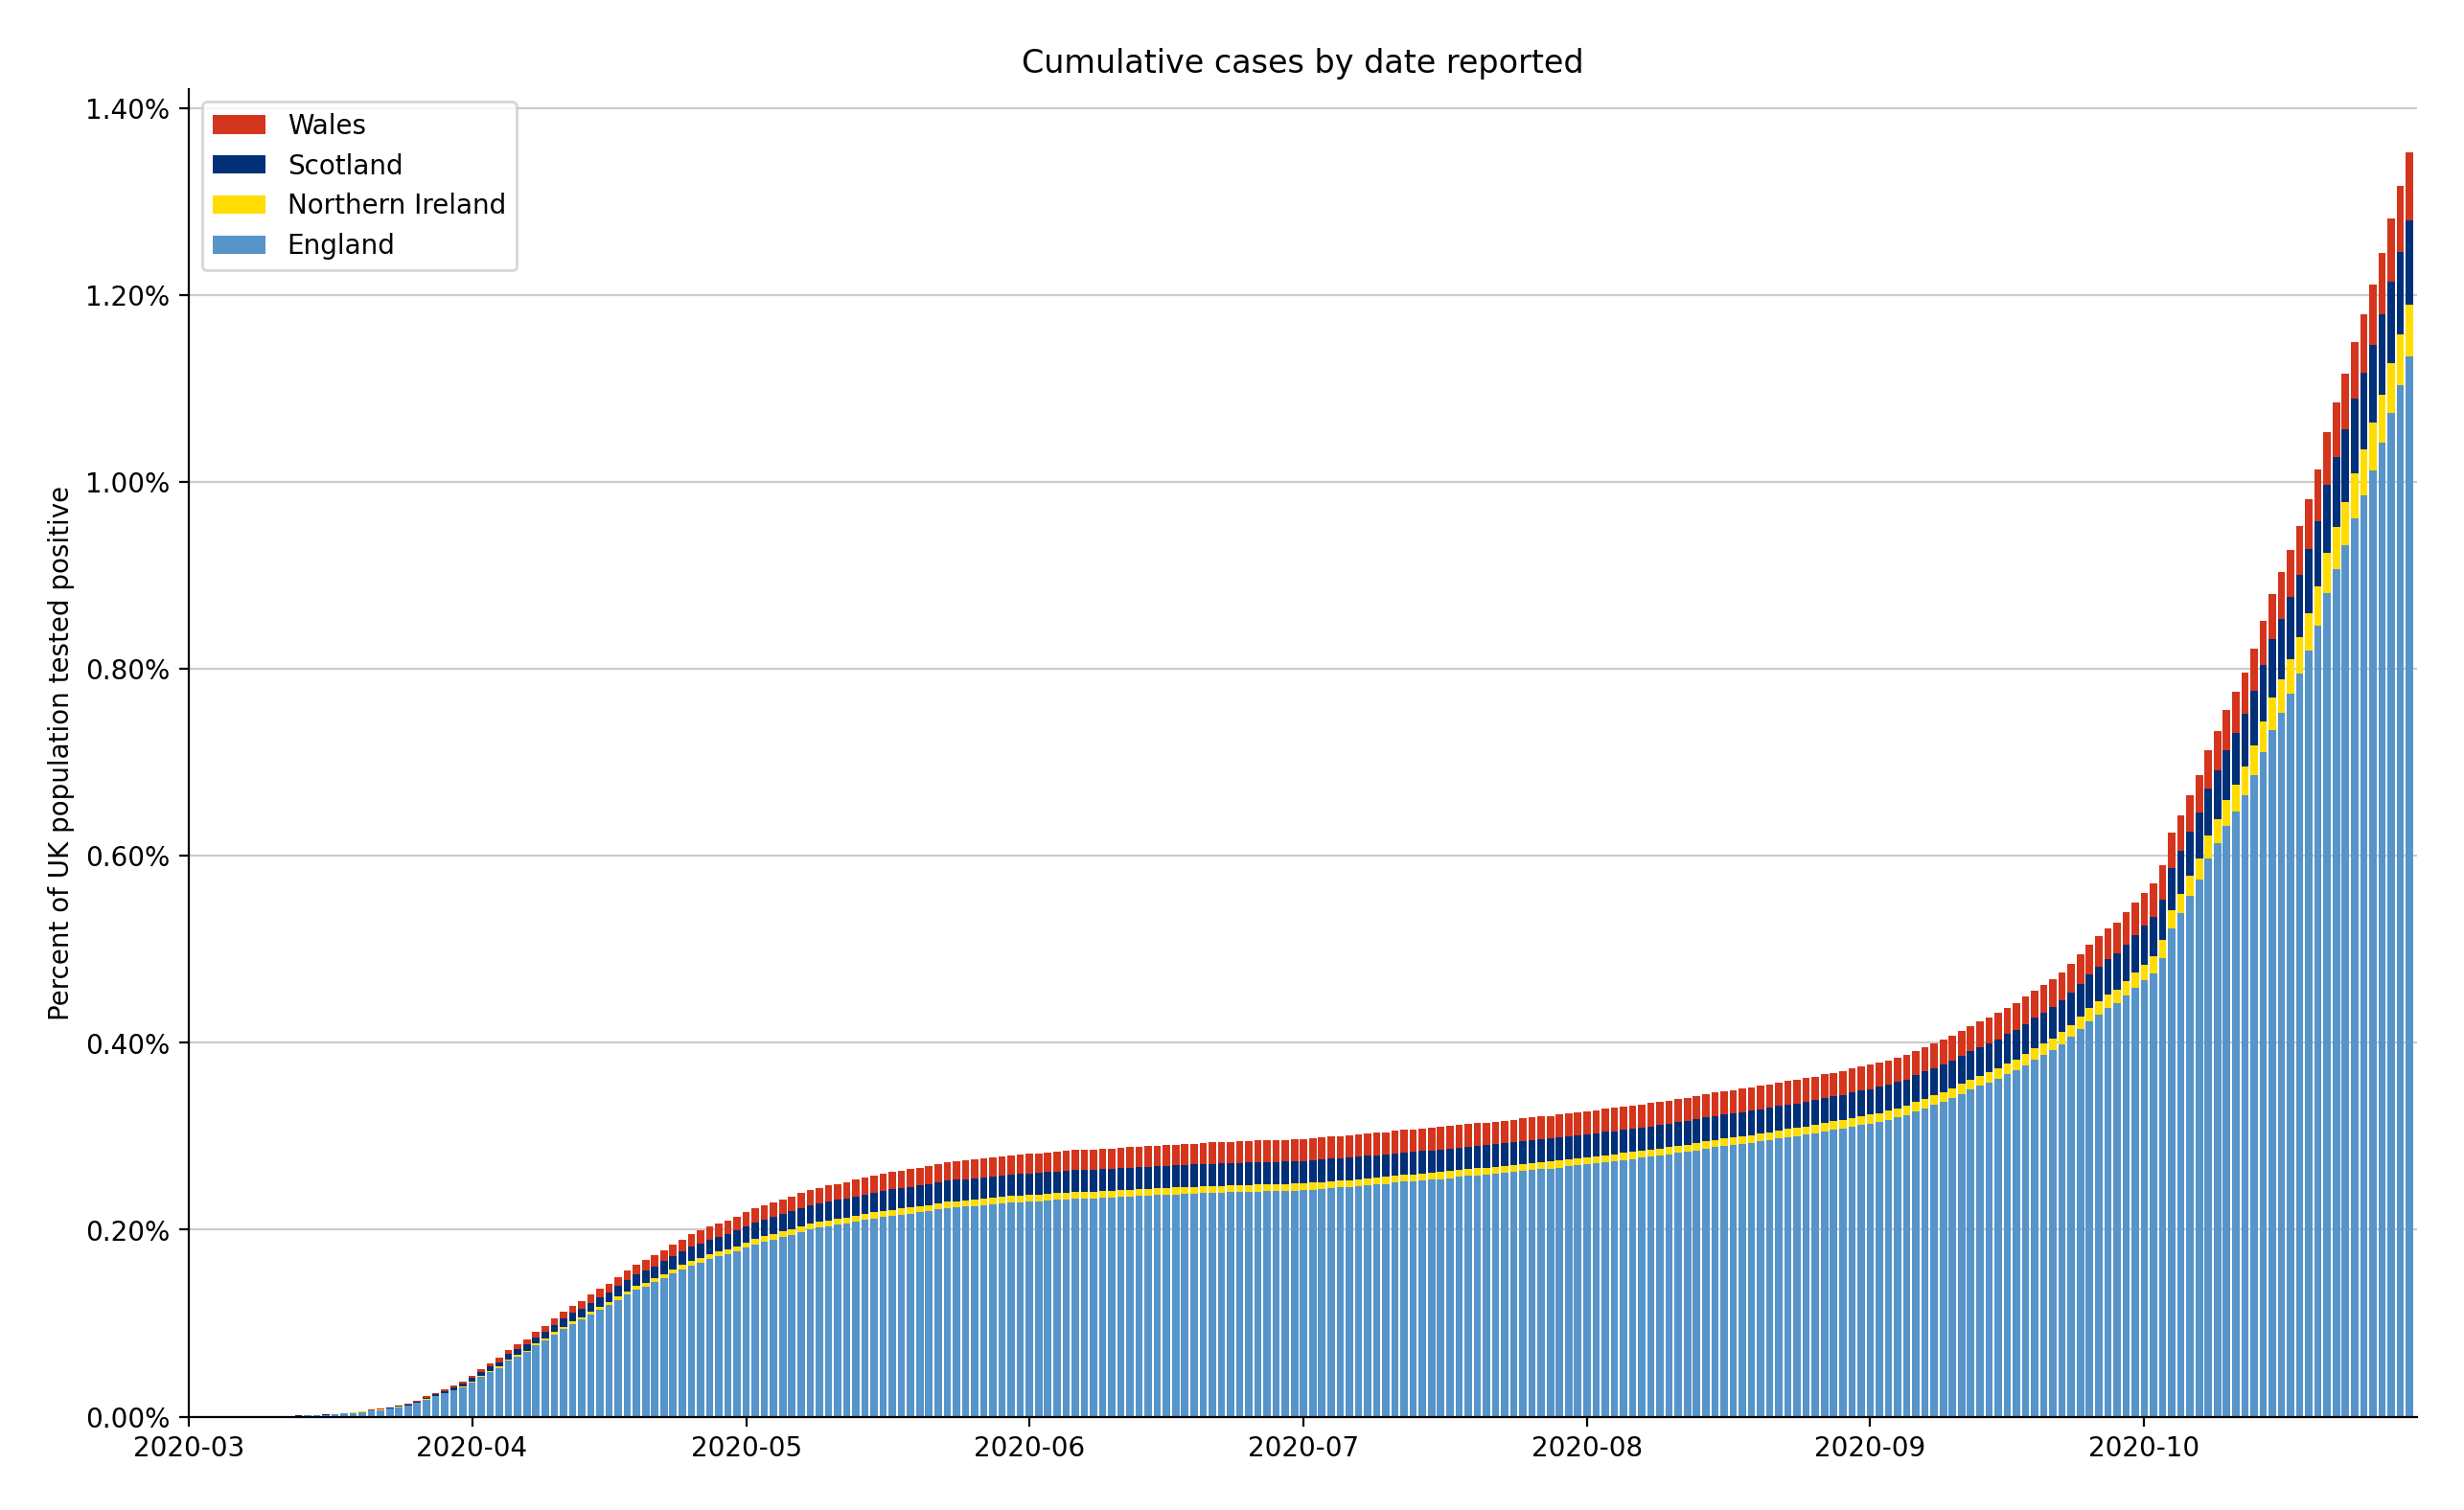 Cumulative cases by date reported
Wales
Scotland
Northern Ireland
England
Percent of UK population tested positive
1.40%
1.20%
1.00%
0.80%
0.60%
0.40%
0.20%
0.00%
2020-03 2020-04 2020-05 2020-06 2020-07 2020-08 2020-09 2020-10